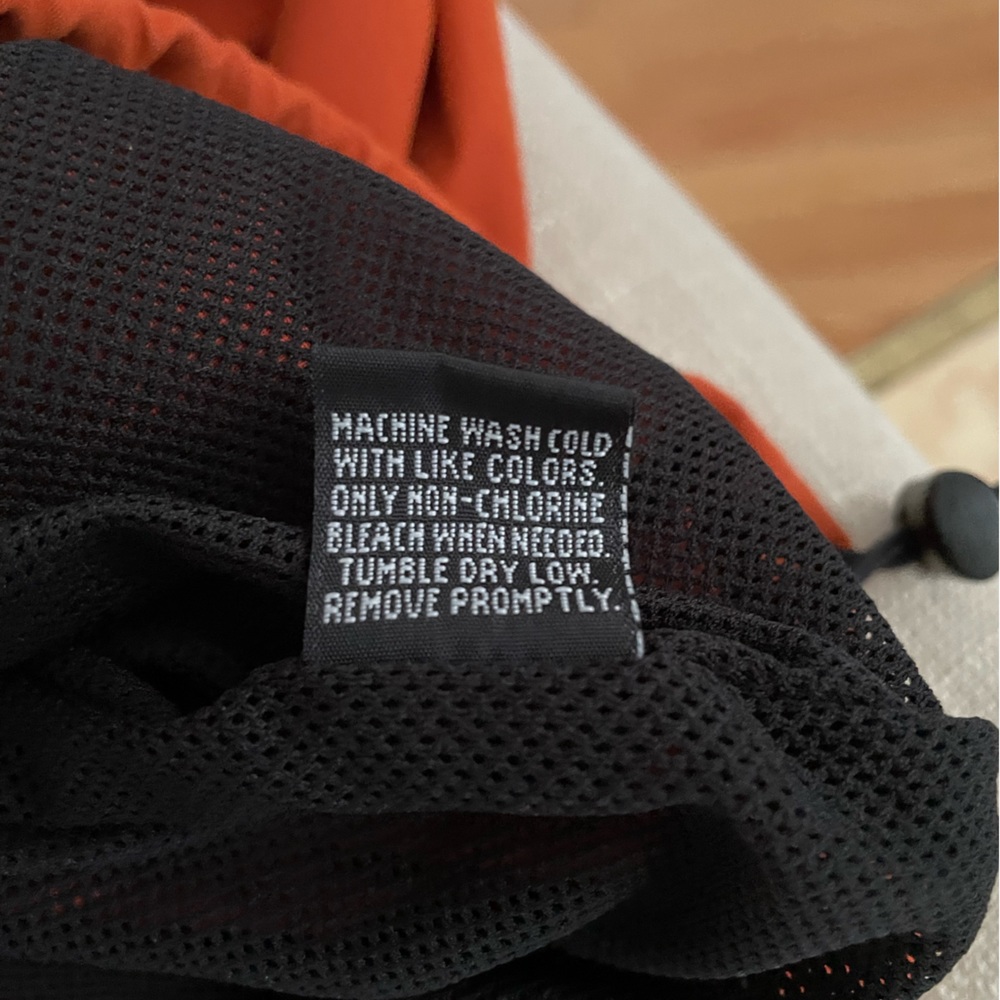 MACHINE WASH COLD
WITH LIKE COLORS.
ONLY NON-CHLORINE
BLEACH WHEN NEEDED.
TUMBLE DRY LOW.
REMOVE PROMPTLY.